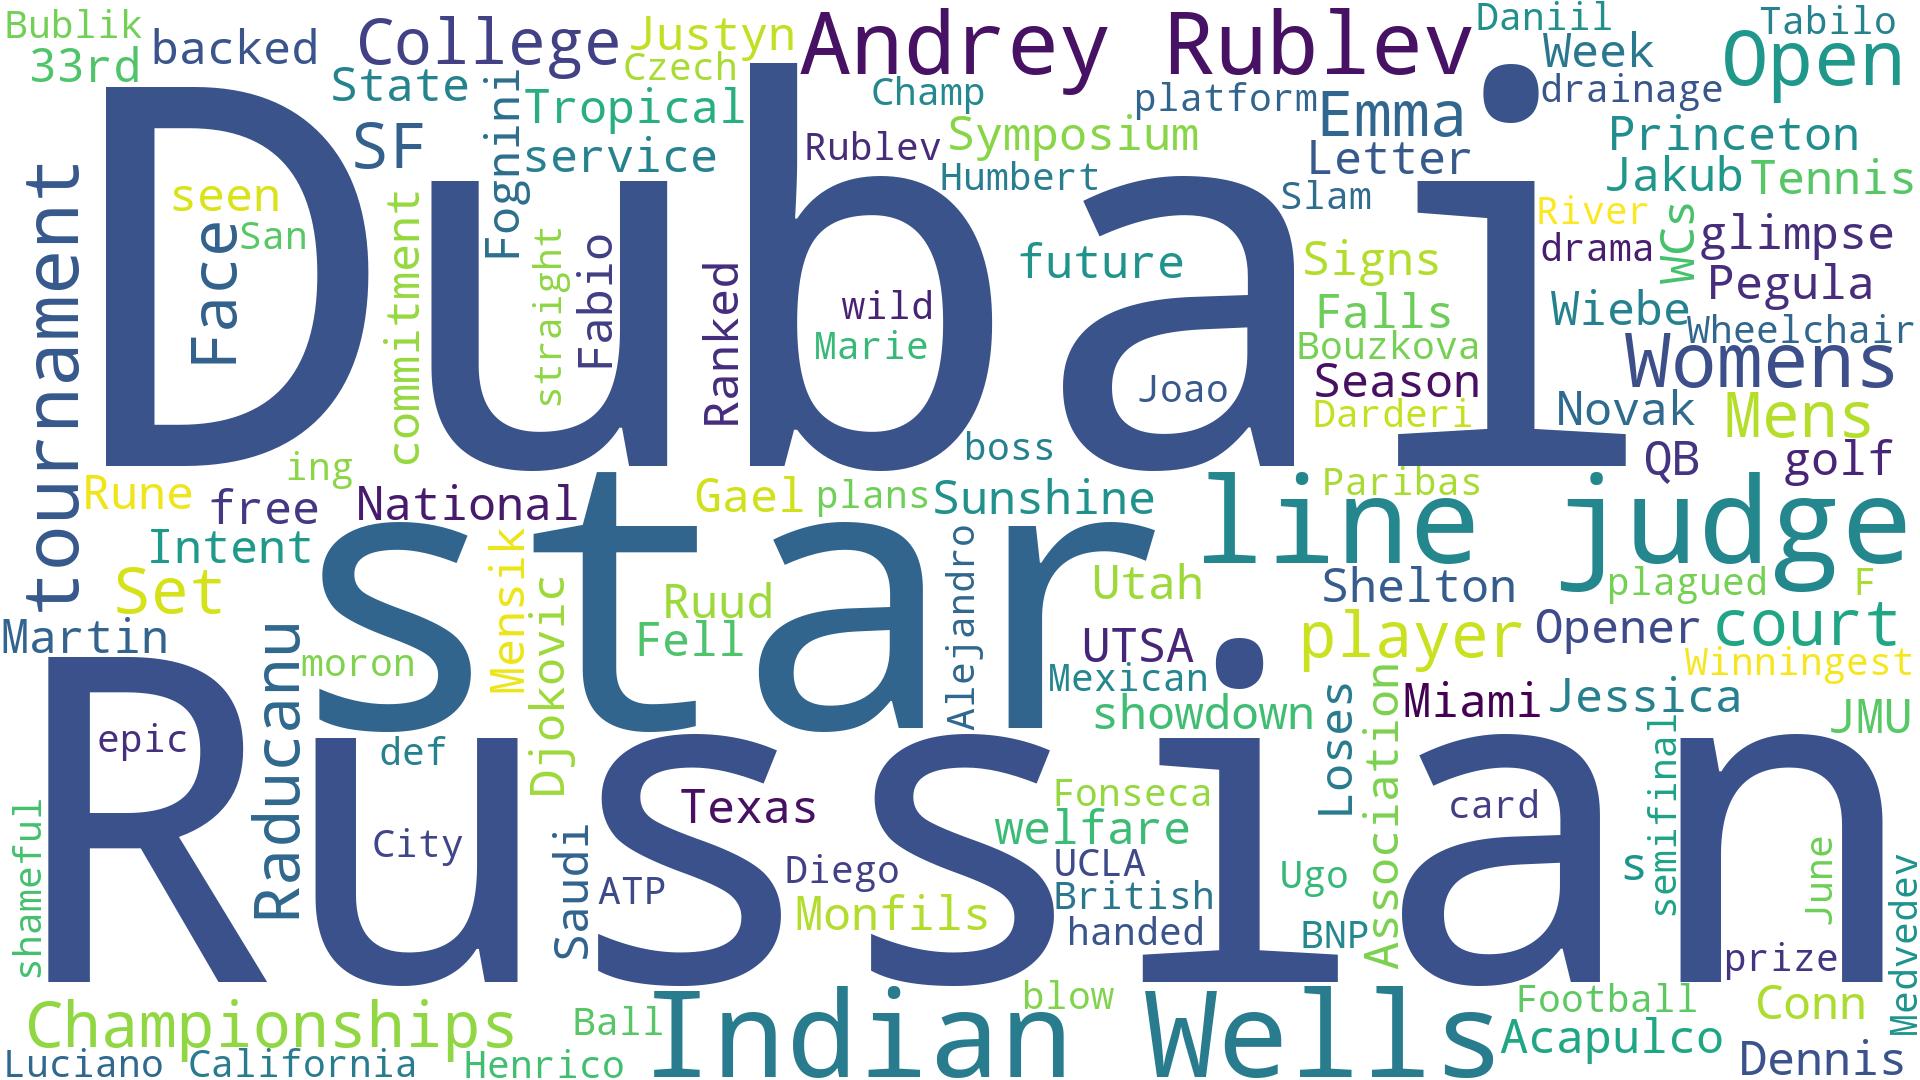 Bublik
33rd
backed
College
Justyn
Czech
Andrey Rublev
Daniil
Week
Tabilo
Open
State
SF
Fognini
Tropical
service
Champ
Rublev
Symposium
Humbert
platform
Emma
Letter
Slam
drainage
Princeton
Jakub
Tennis
tournament
seen
San
Face
Dubai
commitment
straight
Fabio
Ranked
wild
Marie
future
Joao
boss
Signs
Falls
Bouzkova
Season
Darderi
River
drama
WCs
glimpse
Pegula
Wiebe
Wheelchair
Womens
Novak
Mens
QB
golf
ing
Rune
free
National
Gael
plans
Sunshine
Paribas
line judge
Intent
Set
star
Mensik
Djokovic
Ruud
Fell
Alejandro
Utah
UTSA
Mexican
showdown
Shelton
plagued
F
player
Opener
court
Winningest
Martin
moron
Raducanu
epic
def
City
Russian
Texas
Saudi
ATP
Diego
Monfils
Fonseca
welfare
UCLA
British
handed
Ugo
BNP
Loses
Association
Miami
Jessica
JMU
card
s
semifinal
June
prize
Medvedev
shameful
Championships
Ball
Indian Wells
blow
Football
Acapulco
Conn
Dennis
Luciano
California
Henrico